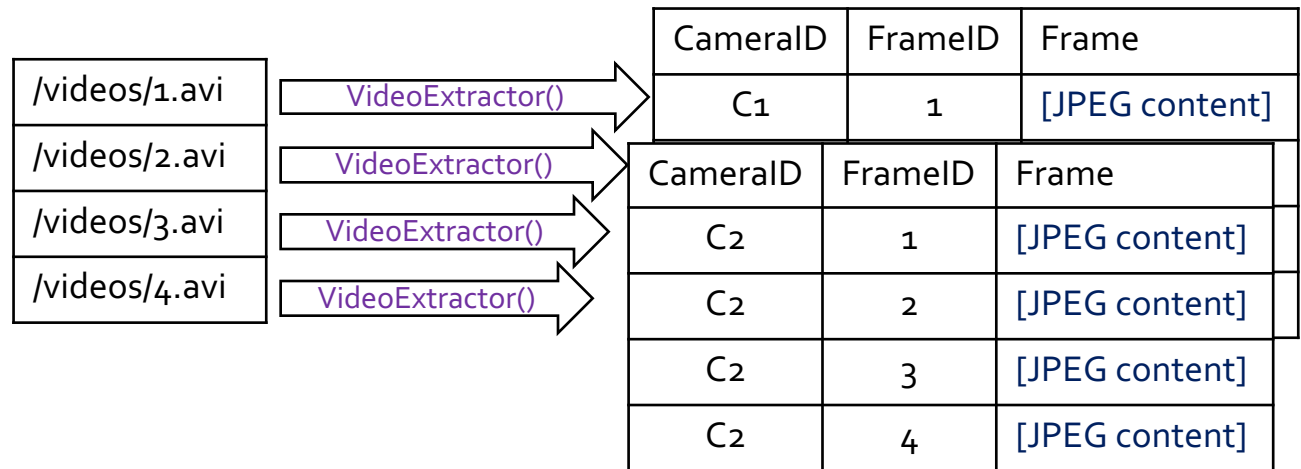 /videos/1.avi
/videos/2.avi
/videos/3.avi
/videos/4.avi
VideoExtractor()
VideoExtractor()
VideoExtractor()
VideoExtractor()
CameraID FrameID Frame
C1 1 [JPEG content]
CameraID FrameID Frame
C2 1 [JPEG content]
C2 2 [JPEG content]
C2 3 [JPEG content]
C2 4 [JPEG content]